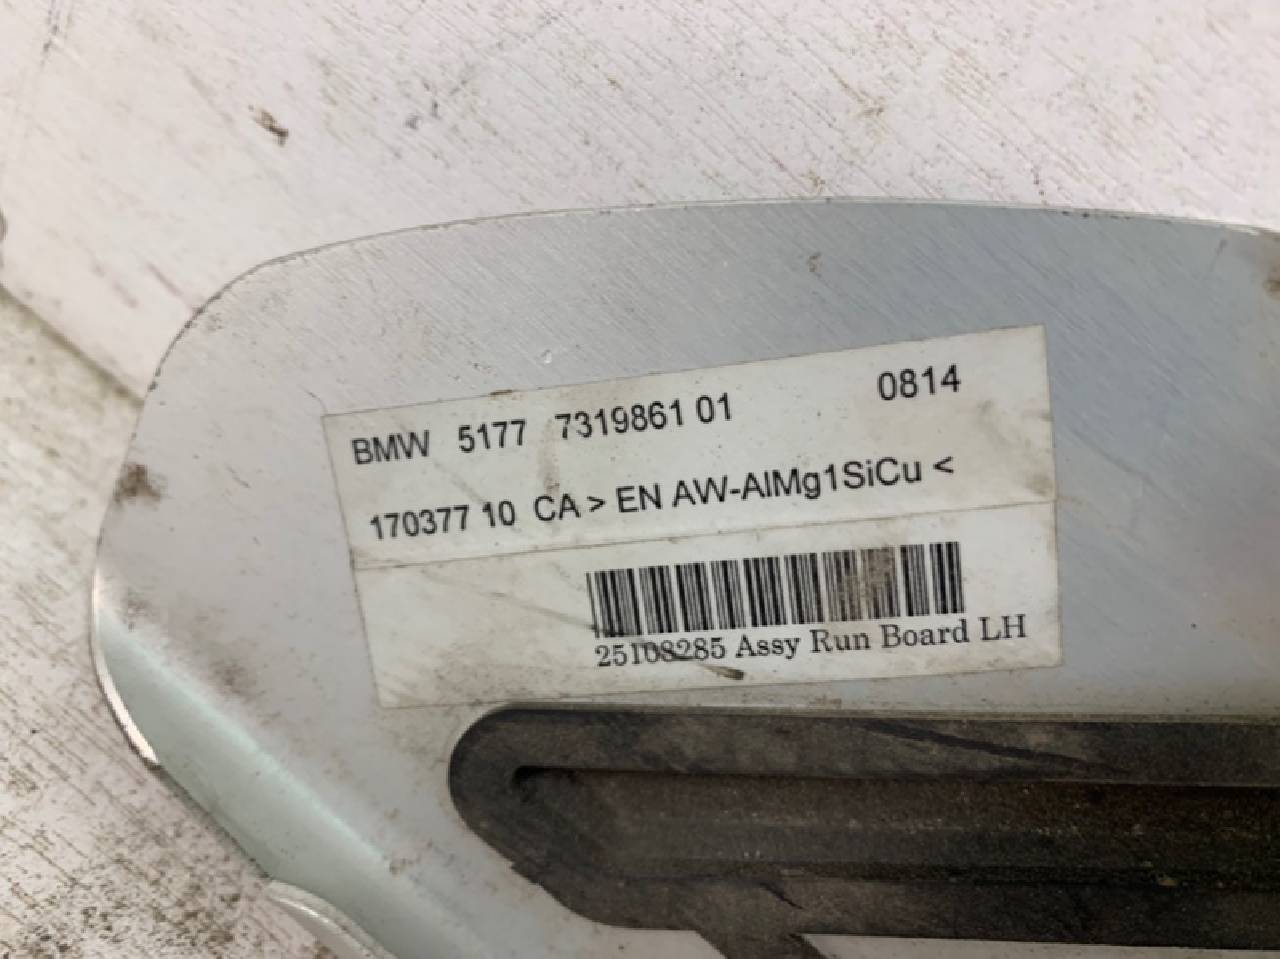 BMW 5177 7319861 01 0814
170377 10 CA > EN AW-AlMg1SiCu <
25108285 Assy Run Board LH